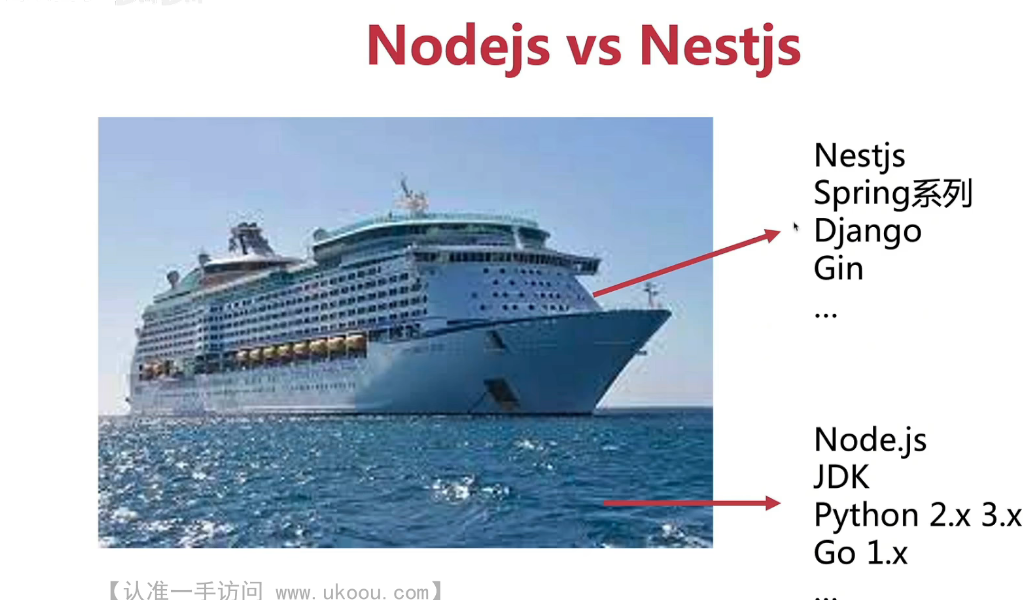 Nodejs vs Nestjs
Nestjs
Spring系列
Django
Gin
...
Node.js
JDK
Python 2.x 3.x
Go 1.x
...
【认准一手访问 www.ukoou.com】